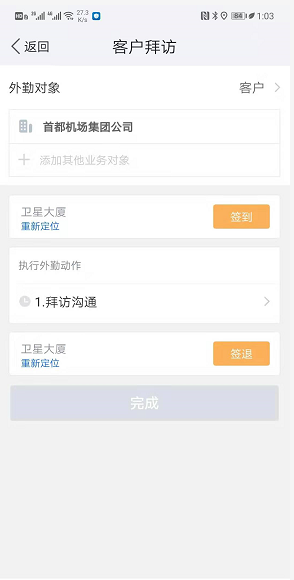 27.3
K/s
84
1:03
返回
客户拜访
外勤对象
客户
首都机场集团公司
添加其他业务对象
卫星大厦
重新定位
签到
执行外勤动作
1.拜访沟通
卫星大厦
重新定位
签退
完成